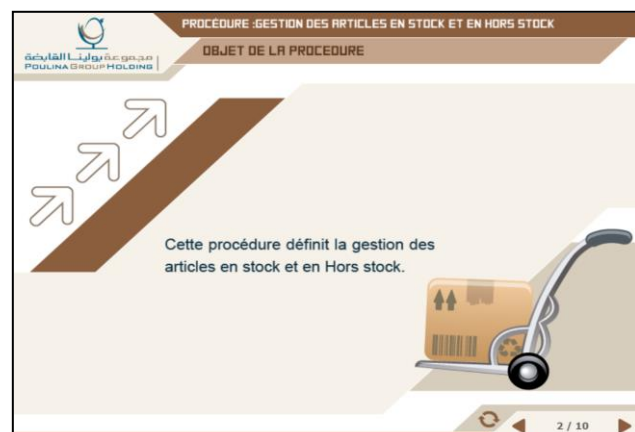 PROCÉDURE :GESTION DES ARTICLES EN STOCK ET EN HORS STOCK
OBJET DE LA PROCEDURE
مجموعة بولينا القابضة
POULINA GROUP HOLDING
Cette procédure définit la gestion des
articles en stock et en Hors stock.
2 / 10